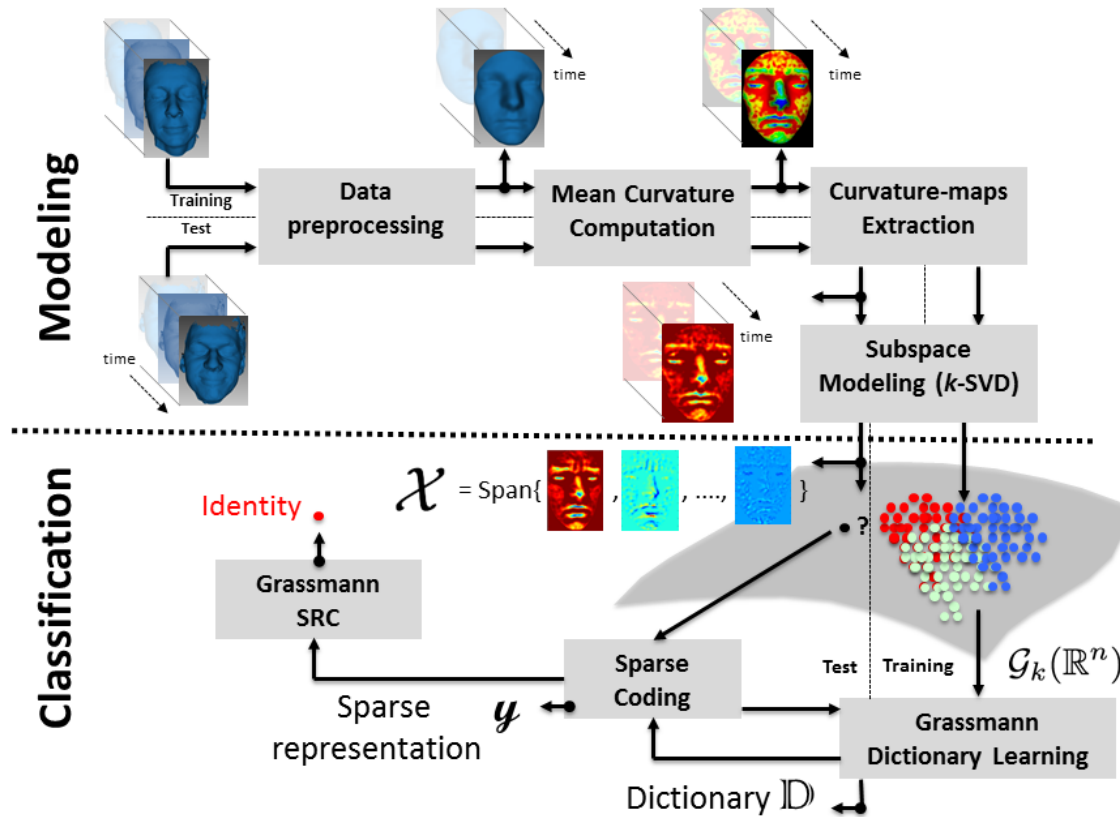 Modeling
time
time
Training
Test
Data
preprocessing
Mean Curvature
Computation
Curvature-maps
Extraction
time
time
Subspace
Modeling (k-SVD)
Classification
Identity
𝒳 = Span{ , , ...., }
?
Grassmann
SRC
Sparse
Coding
Test
Training
𝒢ₖ(ℝⁿ)
Sparse
representation
y
Grassmann
Dictionary Learning
Dictionary 𝔻